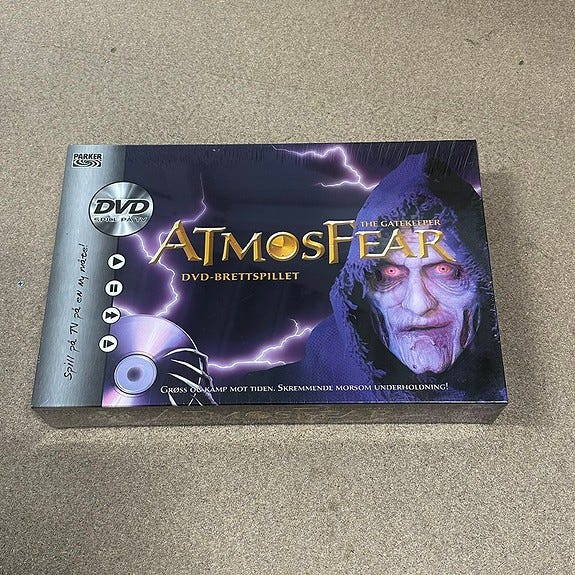 PARKER
DVD
SPILL PÅ TV
Spill på TV på en ny måte!
THE GATEKEEPER
ATMOSFEAR
DVD-BRETTSPILLET
GRØSS OG KAMP MOT TIDEN. SKREMMENDE MORSOM UNDERHOLDNING!